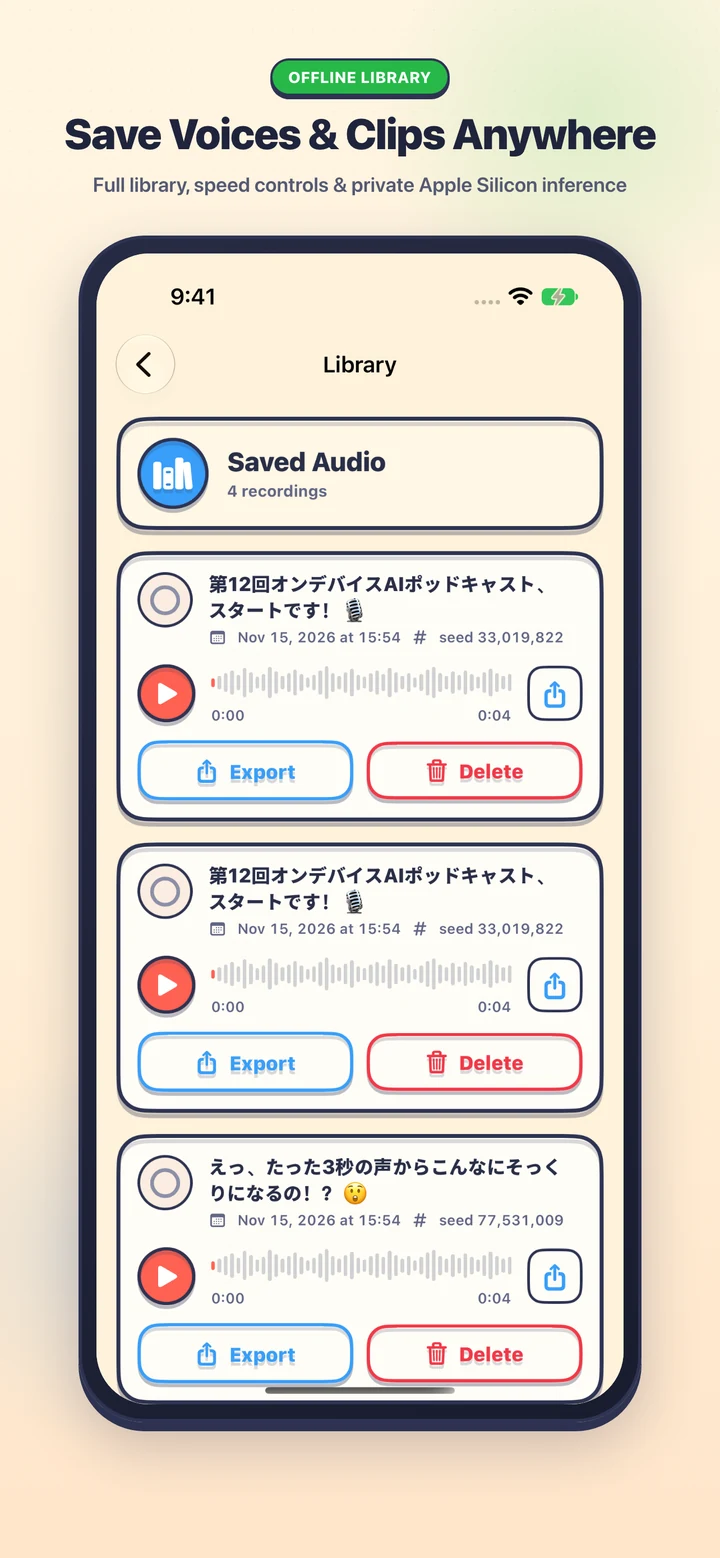 OFFLINE LIBRARY
Save Voices & Clips Anywhere
Full library, speed controls & private Apple Silicon inference
9:41
Library
Saved Audio
4 recordings
第12回オンデバイスAIポッドキャスト、
スタートです！🎙️
Nov 15, 2026 at 15:54 # seed 33,019,822
0:00 0:04
Export Delete
第12回オンデバイスAIポッドキャスト、
スタートです！🎙️
Nov 15, 2026 at 15:54 # seed 33,019,822
0:00 0:04
Export Delete
えっ、たった3秒の声からこんなにそっく
りになるの！？😲
Nov 15, 2026 at 15:54 # seed 77,531,009
0:00 0:04
Export Delete